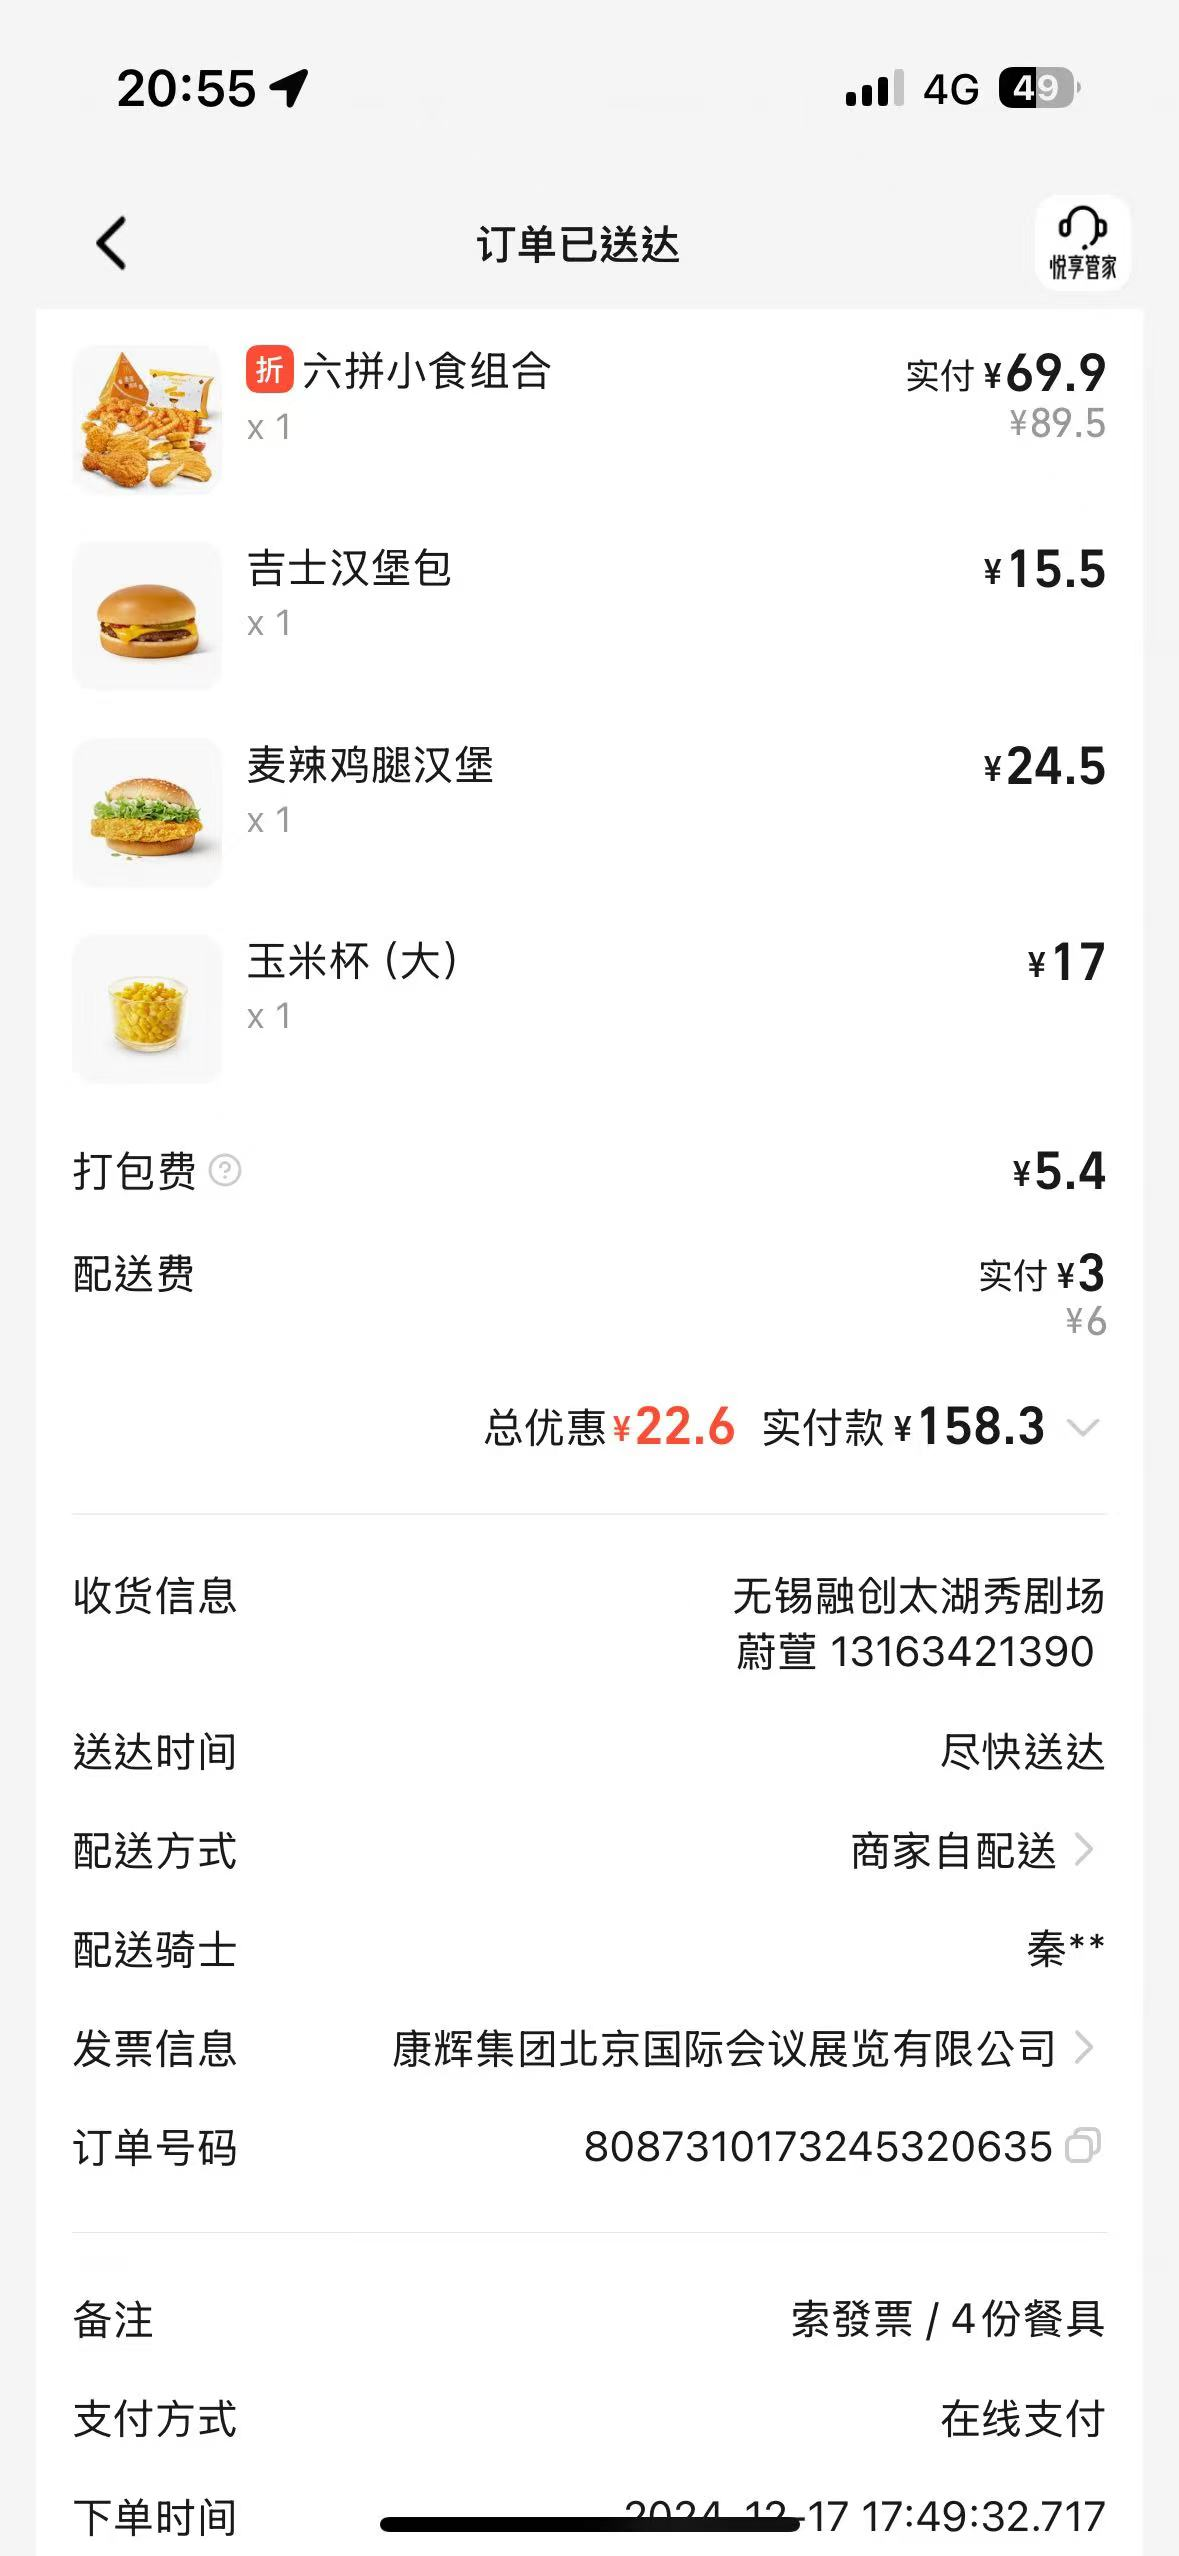 20:55
4G
49
订单已送达
悦享管家
折 六拼小食组合
实付 ¥69.9
x 1
¥89.5
吉士汉堡包
¥15.5
x 1
麦辣鸡腿汉堡
¥24.5
x 1
玉米杯 (大)
¥17
x 1
打包费 ?
¥5.4
配送费
实付 ¥3
¥6
总优惠 ¥22.6 实付款 ¥158.3
收货信息
无锡融创太湖秀剧场
蔚萱 13163421390
送达时间
尽快送达
配送方式
商家自配送
配送骑士
秦**
发票信息
康辉集团北京国际会议展览有限公司
订单号码
8087310173245320635
备注
索發票 / 4份餐具
支付方式
在线支付
下单时间
2024-12-17 17:49:32.717